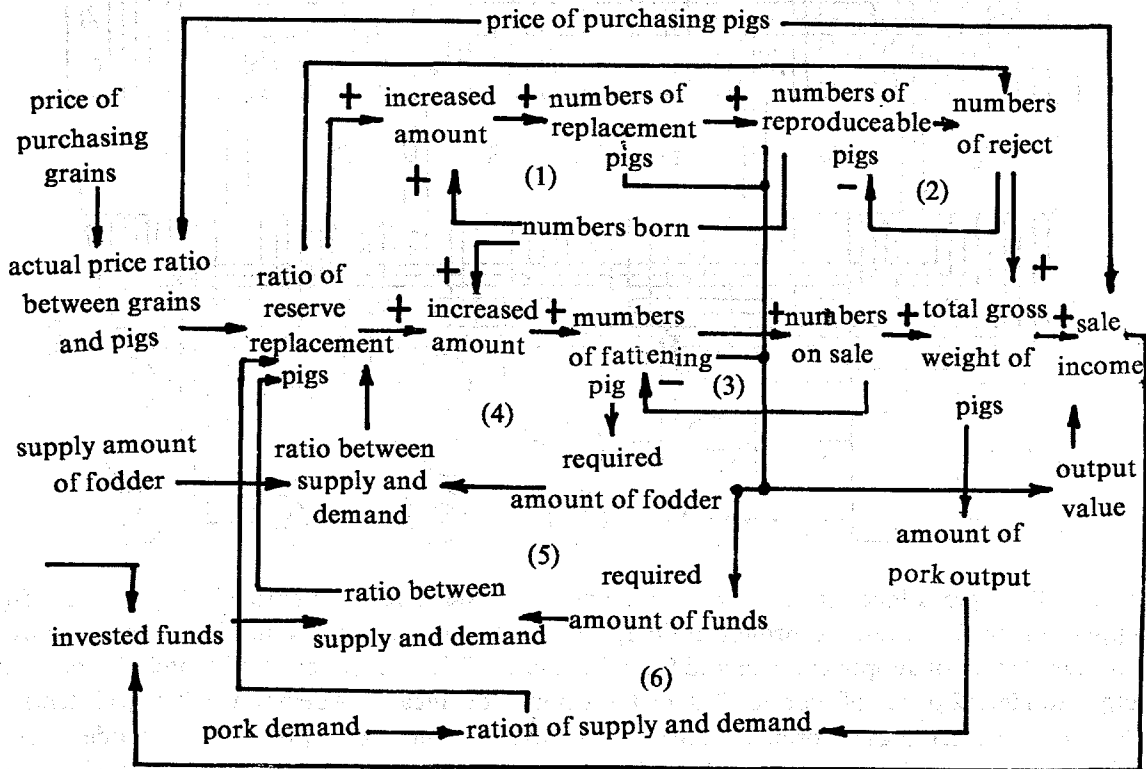 price of purchasing pigs
price of
purchasing
grains
+ increased
amount
+ numbers of
replacement
pigs
+ numbers of
reproduceable
pigs
numbers
of reject
+
(1)
−
(2)
numbers born
actual price ratio
between grains
and pigs
ratio of
reserve
replacement
pigs
+
+ increased
amount
+ mumbers
of fattening
pig
−
(3)
+ numbers
on sale
+
+ total gross
weight of
pigs
+ sale
income
(4)
supply amount
of fodder
ratio between
supply and
demand
required
amount of fodder
output
value
(5)
amount of
pork output
ratio between
supply and demand
required
amount of funds
invested funds
(6)
pork demand
ration of supply and demand